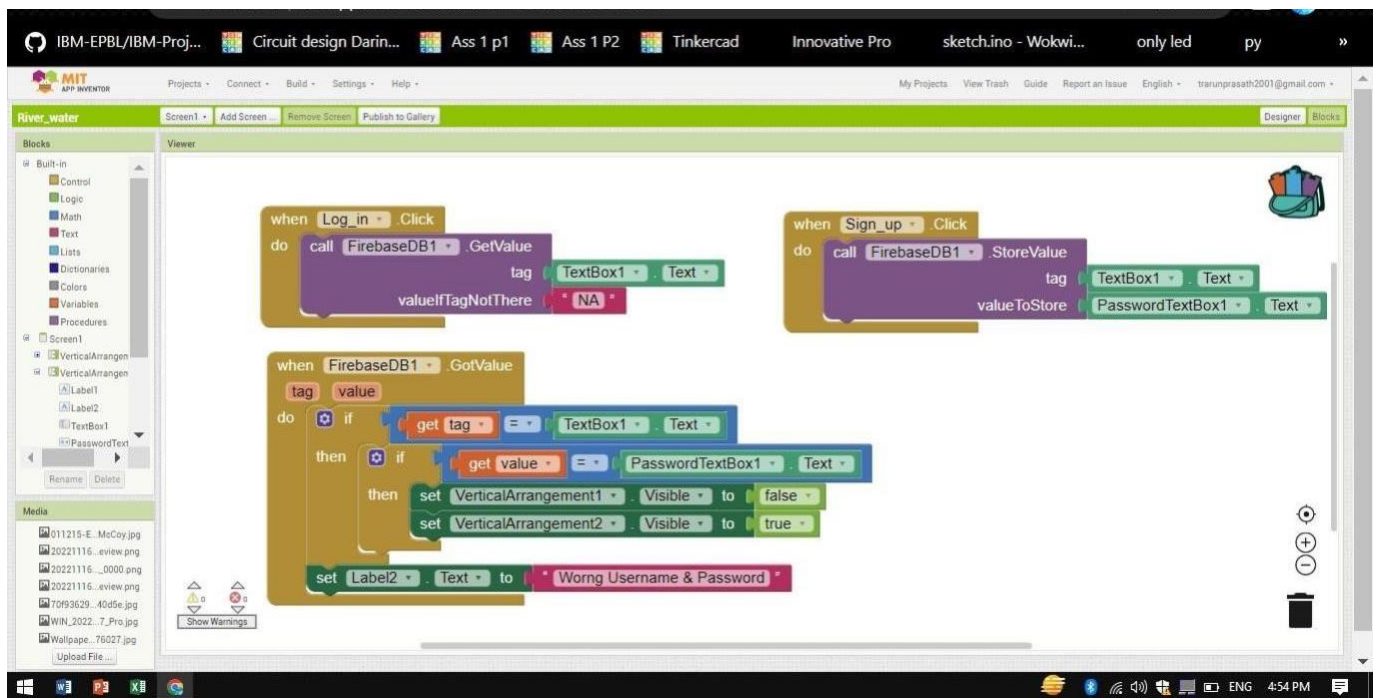 IBM-EPBL/IBM-Proj... Circuit design Darin... Ass 1 p1 Ass 1 P2 Tinkercad Innovative Pro sketch.ino - Wokwi... only led py »
MIT
APP INVENTOR
Projects Connect Build Settings Help My Projects View Trash Guide Report an Issue English trarunprasath2001@gmail.com
River_water Screen1 Add Screen ... Remove Screen Publish to Gallery Designer Blocks
Blocks Viewer
Built-in
Control
Logic
Math
Text
Lists
Dictionaries
Colors
Variables
Procedures
Screen1
VerticalArrangen
VerticalArrangen
Label1
Label2
TextBox1
PasswordText
Rename Delete
Media
011215-E...McCoy.jpg
20221116...eview.png
20221116..._0000.png
20221116...eview.png
70f93629...40d5e.jpg
WIN_2022...7_Pro.jpg
Wallpape...76027.jpg
Upload File ...
when Log_in .Click
do call FirebaseDB1 .GetValue
tag TextBox1 . Text
valueIfTagNotThere " NA "
when Sign_up .Click
do call FirebaseDB1 .StoreValue
tag TextBox1 . Text
valueToStore PasswordTextBox1 . Text
when FirebaseDB1 .GotValue
tag value
do if get tag = TextBox1 . Text
then if get value = PasswordTextBox1 . Text
then set VerticalArrangement1 . Visible to false
set VerticalArrangement2 . Visible to true
set Label2 . Text to " Worng Username & Password "
0 0
Show Warnings
ENG 4:54 PM